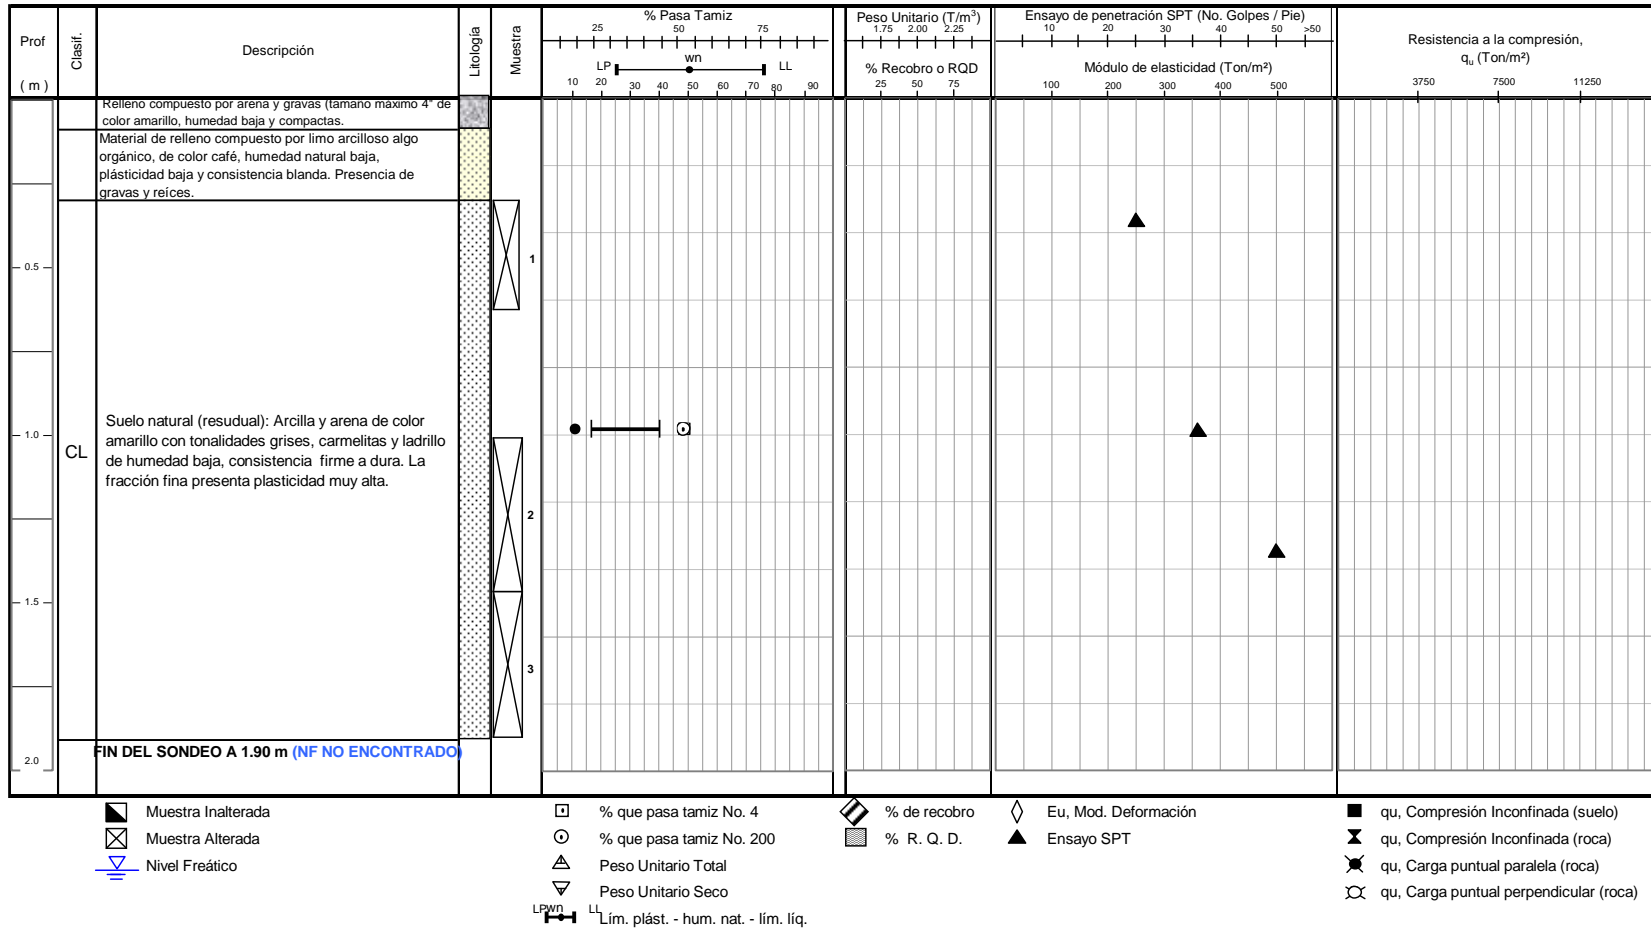 Prof
( m )
Clasif.
Descripción
Litología
Muestra
% Pasa Tamiz
25 50 75
LP wn LL
10 20 30 40 50 60 70 80 90
Peso Unitario (T/m³)
1.75 2.00 2.25
% Recobro o RQD
25 50 75
Ensayo de penetración SPT (No. Golpes / Pie)
10 20 30 40 50 >50
Módulo de elasticidad (Ton/m²)
100 200 300 400 500
Resistencia a la compresión,
qu (Ton/m²)
3750 7500 11250
Relleno compuesto por arena y gravas (tamaño máximo 4" de
color amarillo, humedad baja y compactas.
Material de relleno compuesto por limo arcilloso algo
orgánico, de color café, humedad natural baja,
plásticidad baja y consistencia blanda. Presencia de
gravas y reíces.
0.5
1
1.0
CL
Suelo natural (resudual): Arcilla y arena de color
amarillo con tonalidades grises, carmelitas y ladrillo
de humedad baja, consistencia firme a dura. La
fracción fina presenta plasticidad muy alta.
2
1.5
3
2.0
FIN DEL SONDEO A 1.90 m (NF NO ENCONTRADO)
Muestra Inalterada
Muestra Alterada
Nivel Freático
% que pasa tamiz No. 4
% que pasa tamiz No. 200
Peso Unitario Total
Peso Unitario Seco
LP wn LL Lím. plást. - hum. nat. - lím. líq.
% de recobro
% R. Q. D.
Eu, Mod. Deformación
Ensayo SPT
qu, Compresión Inconfinada (suelo)
qu, Compresión Inconfinada (roca)
qu, Carga puntual paralela (roca)
qu, Carga puntual perpendicular (roca)